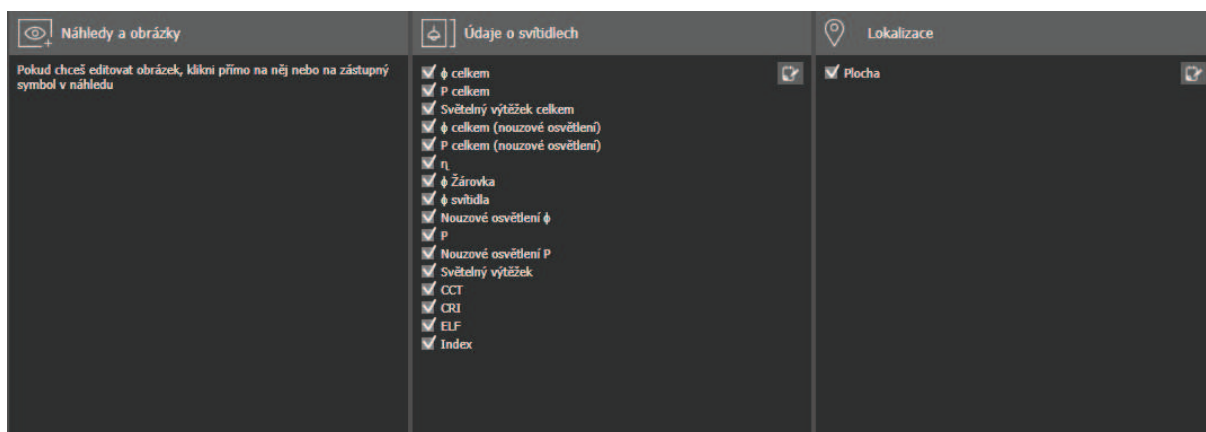 Náhledy a obrázky
Pokud chceš editovat obrázek, klikni přímo na něj nebo na zástupný
symbol v náhledu
Údaje o svítidlech
ϕ celkem
P celkem
Světelný výtěžek celkem
ϕ celkem (nouzové osvětlení)
P celkem (nouzové osvětlení)
η
ϕ Žárovka
ϕ svítidla
Nouzové osvětlení ϕ
P
Nouzové osvětlení P
Světelný výtěžek
CCT
CRI
ELF
Index
Lokalizace
Plocha